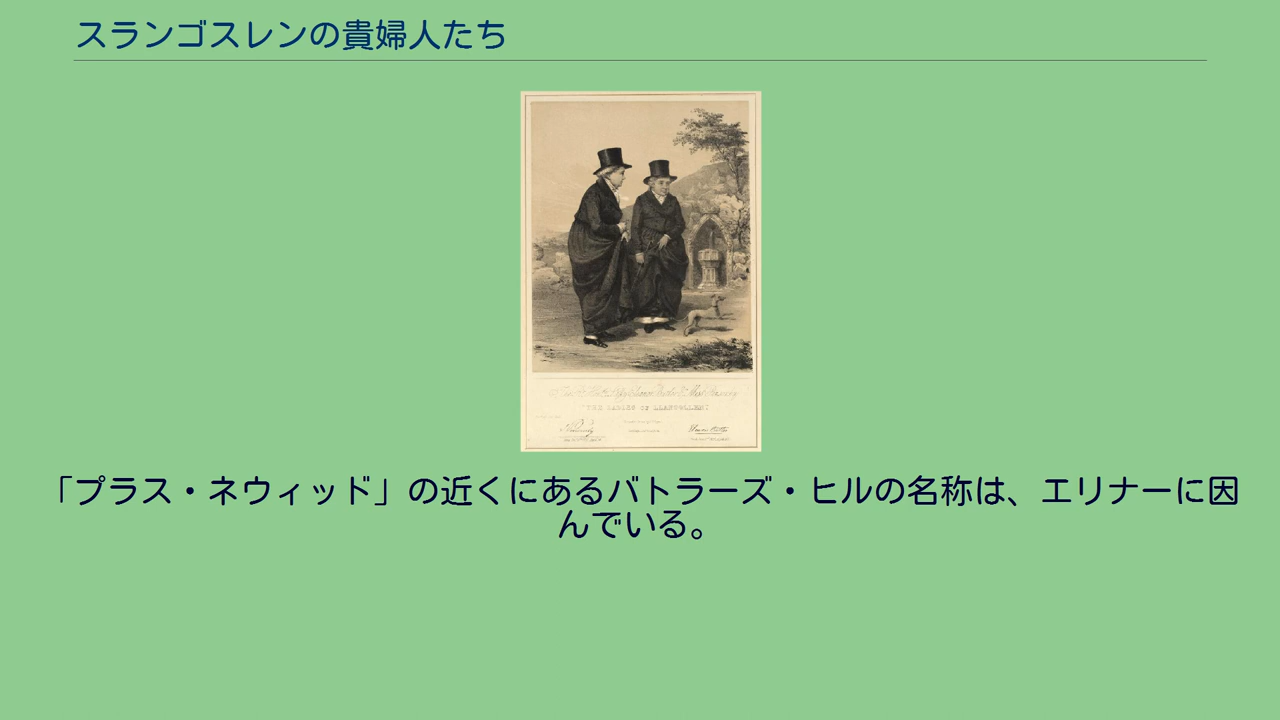 スランゴスレンの貴婦人たち
THE LADIES OF LLANGOLLEN
「プラス・ネウィッド」の近くにあるバトラーズ・ヒルの名称は、エリナーに因
んでいる。